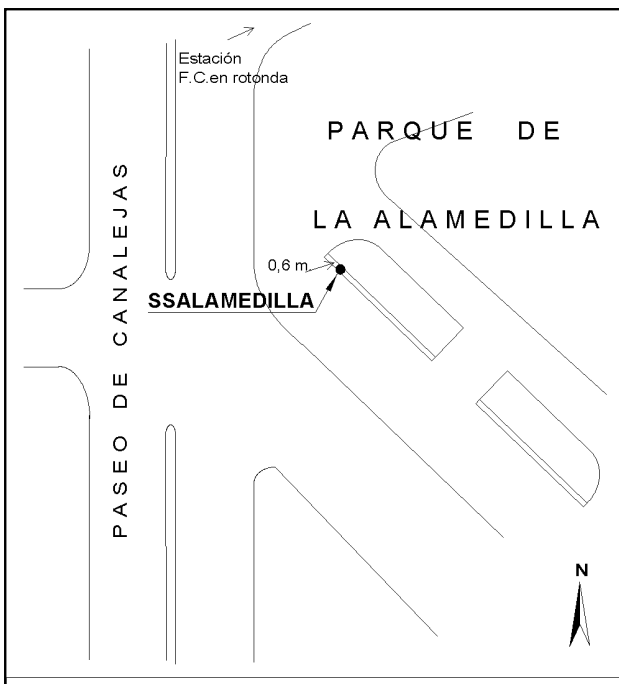 Estación
F.C.en rotonda
PARQUE DE
LA ALAMEDILLA
0,6 m
SSALAMEDILLA
PASEO DE CANALEJAS
N